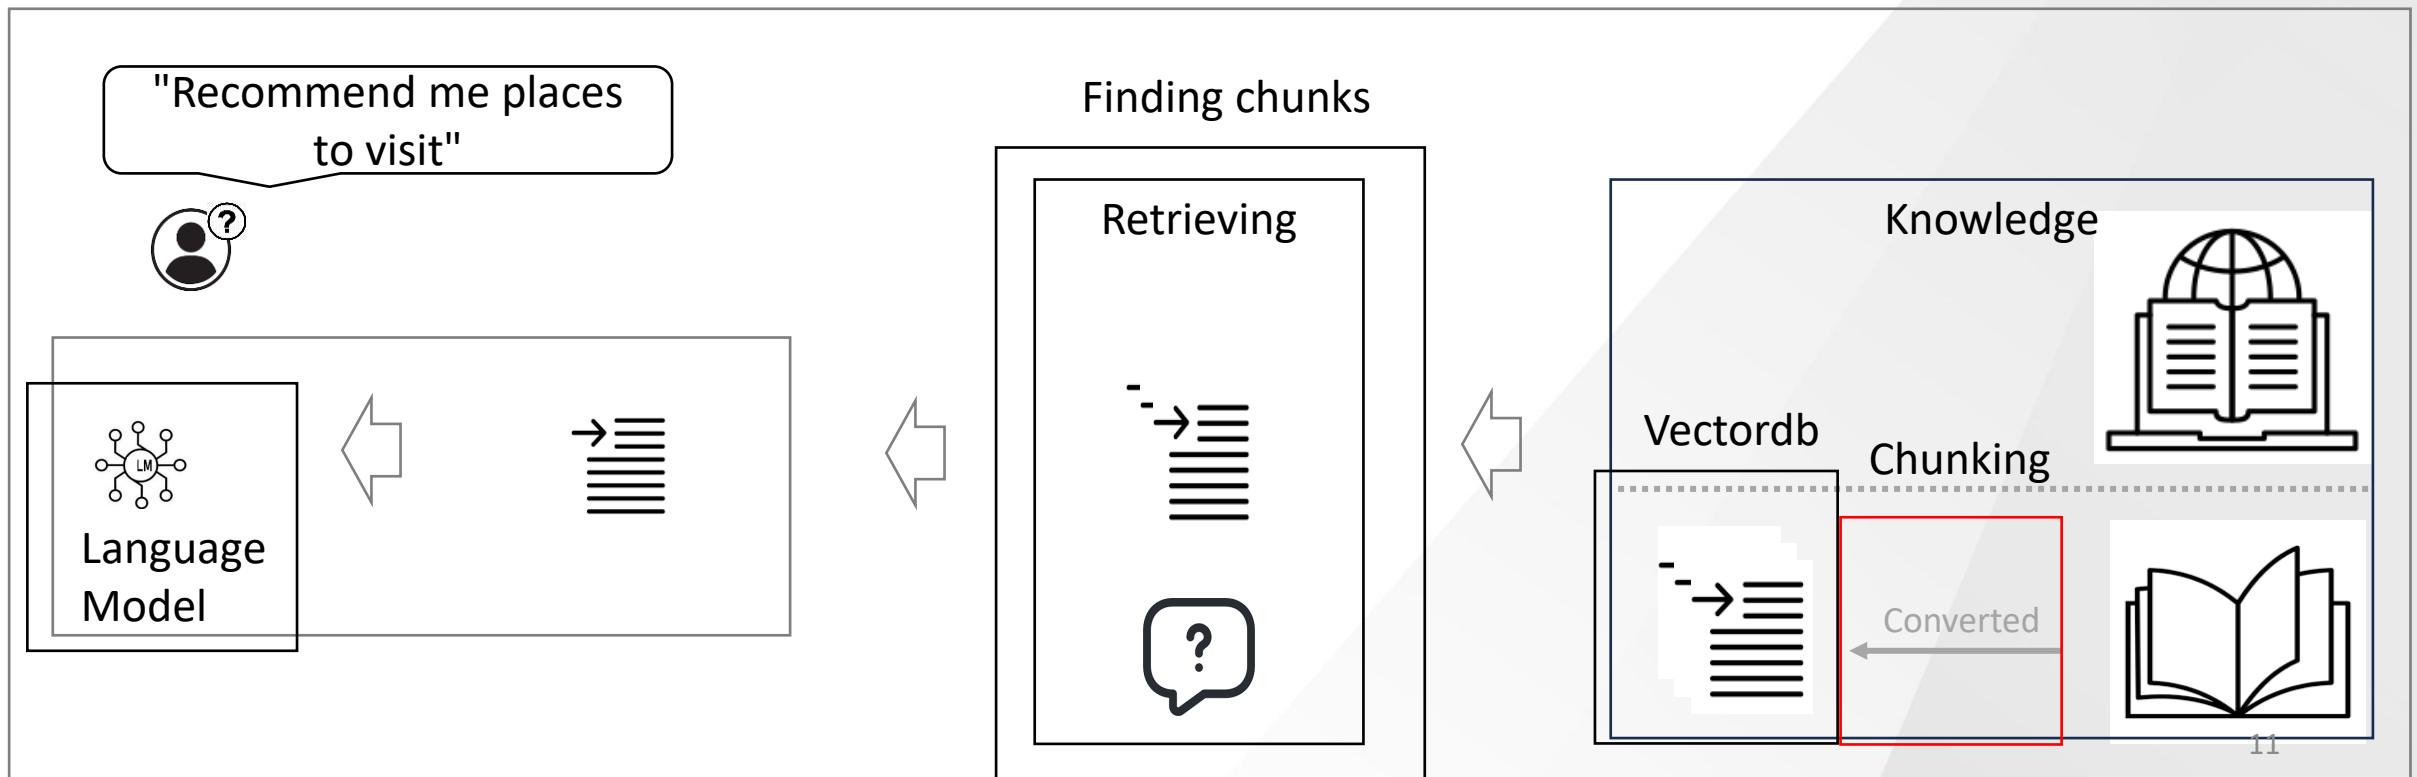 "Recommend me places
to visit"
?
LM
Language
Model
Finding chunks
Retrieving
?
Knowledge
Vectordb
Chunking
Converted
11